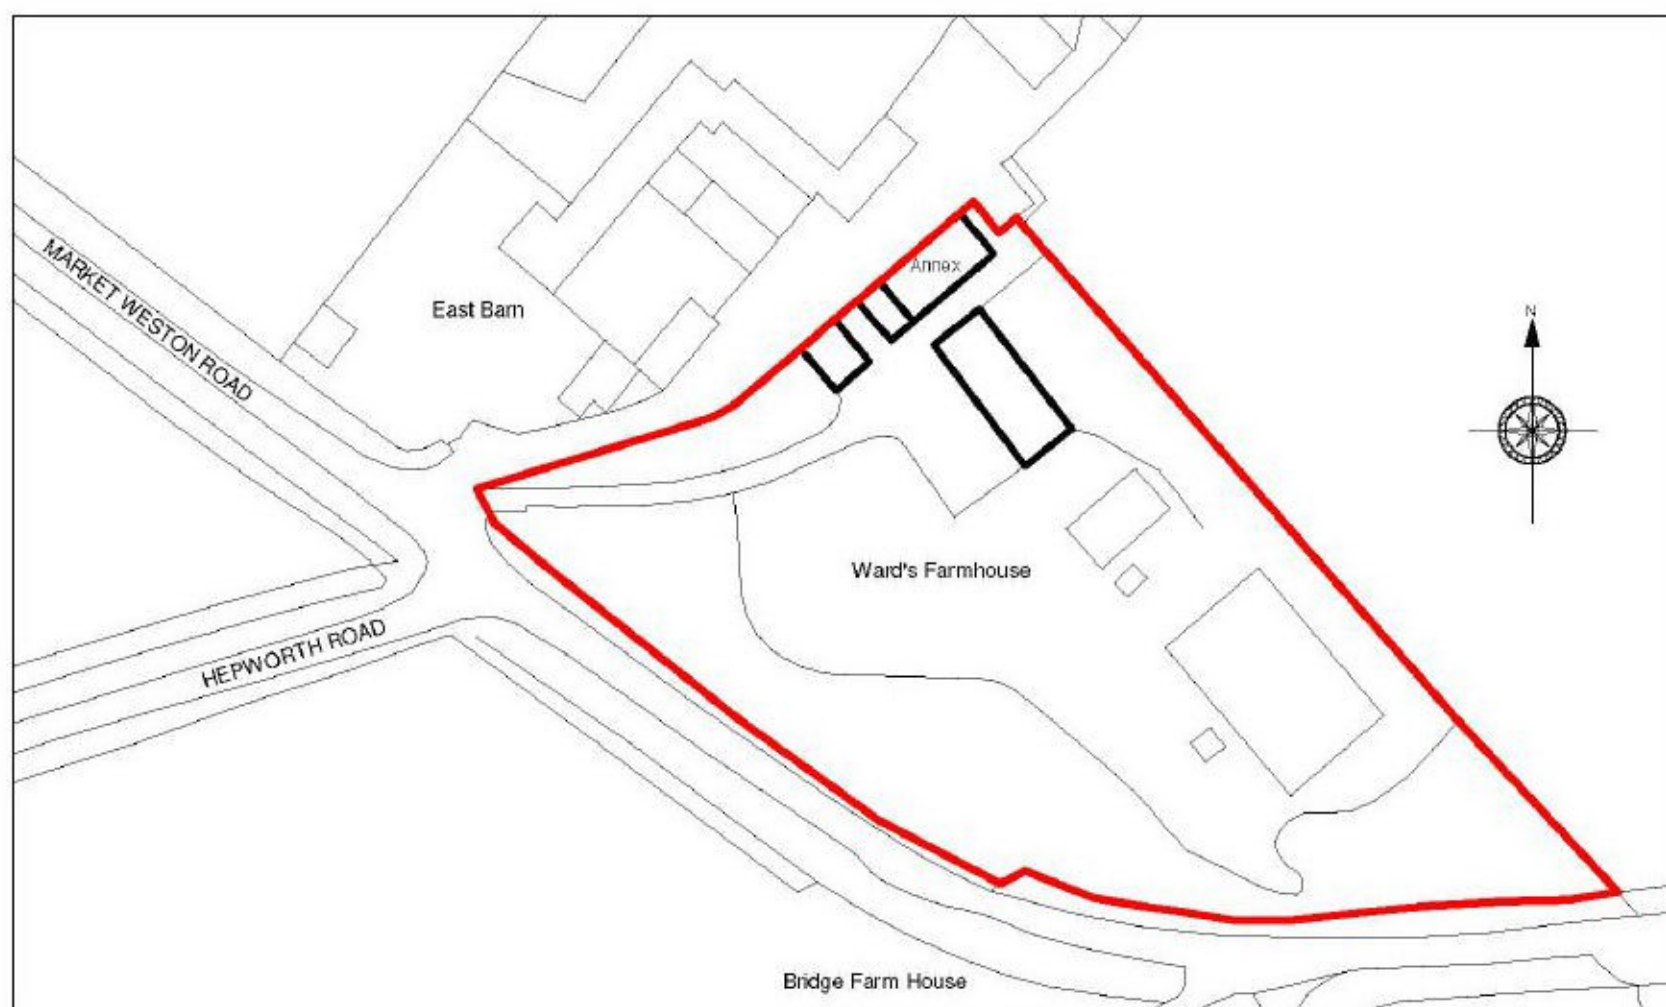 MARKET WESTON ROAD
East Barn
Annex
N
Ward's Farmhouse
HEPWORTH ROAD
Bridge Farm House